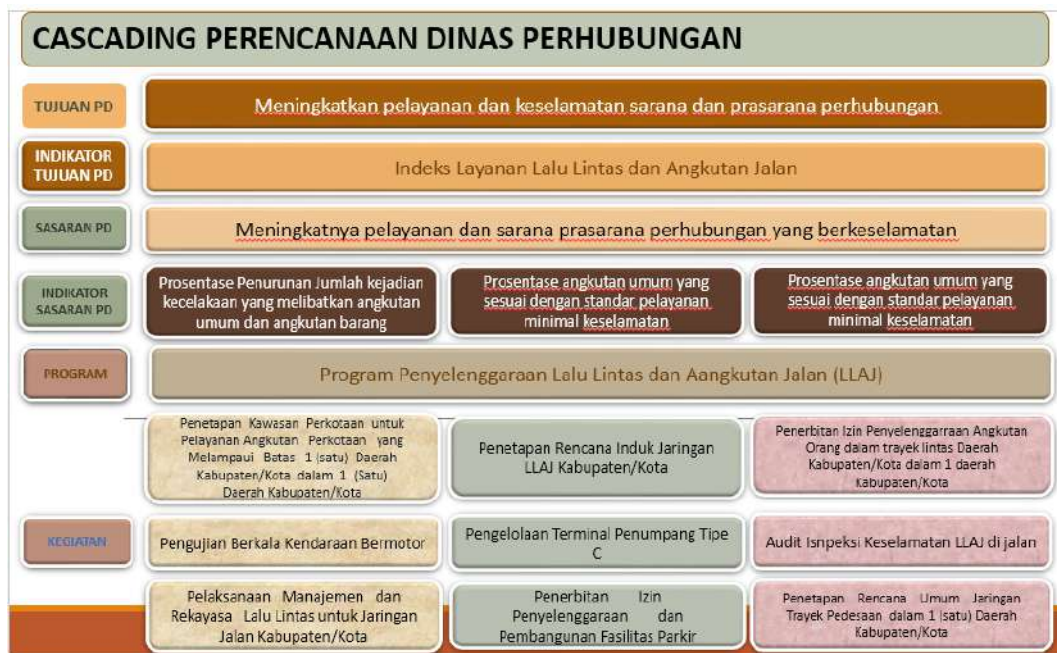 CASCADING PERENCANAAN DINAS PERHUBUNGAN
TUJUAN PD
Meningkatkan pelayanan dan keselamatan sarana dan prasarana perhubungan
INDIKATOR
TUJUAN PD
Indeks Layanan Lalu Lintas dan Angkutan Jalan
SASARAN PD
Meningkatnya pelayanan dan sarana prasarana perhubungan yang berkeselamatan
INDIKATOR
SASARAN PD
Prosentase Penurunan Jumlah kejadian
kecelakaan yang melibatkan angkutan
umum dan angkutan barang
Prosentase angkutan umum yang
sesuai dengan standar pelayanan
minimal keselamatan
Prosentase angkutan umum yang
sesuai dengan standar pelayanan
minimal keselamatan
PROGRAM
Program Penyelenggaraan Lalu Lintas dan Aangkutan Jalan (LLAJ)
Penetapan Kawasan Perkotaan untuk
Pelayanan Angkutan Perkotaan yang
Melampaui Batas 1 (satu) Daerah
Kabupaten/Kota dalam 1 (Satu)
Daerah Kabupaten/Kota
Penetapan Rencana Induk Jaringan
LLAJ Kabupaten/Kota
Penerbitan Izin Penyelenggarraan Angkutan
Orang dalam trayek lintas Daerah
Kabupaten/Kota dalam 1 daerah
Kabupaten/Kota
KEGIATAN
Pengujian Berkala Kendaraan Bermotor
Pengelolaan Terminal Penumpang Tipe
C
Audit Isnpeksi Keselamatan LLAJ di jalan
Pelaksanaan Manajemen dan
Rekayasa Lalu Lintas untuk Jaringan
Jalan Kabupaten/Kota
Penerbitan Izin
Penyelenggaraan dan
Pembangunan Fasilitas Parkir
Penetapan Rencana Umum Jaringan
Trayek Pedesaan dalam 1 (satu) Daerah
Kabupaten/Kota